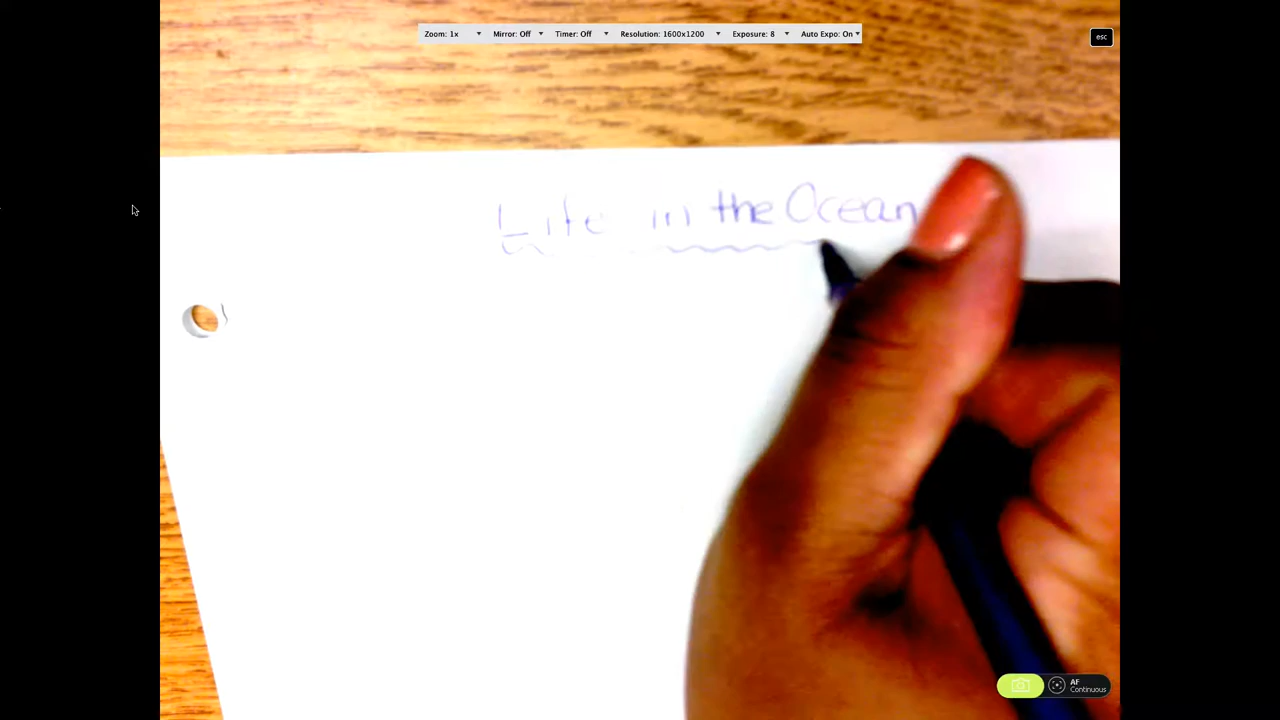 Zoom: 1x Mirror: Off Timer: Off Resolution: 1600x1200 Exposure: 8 Auto Expo: On
esc
Life in the Ocean
AF
Continuous